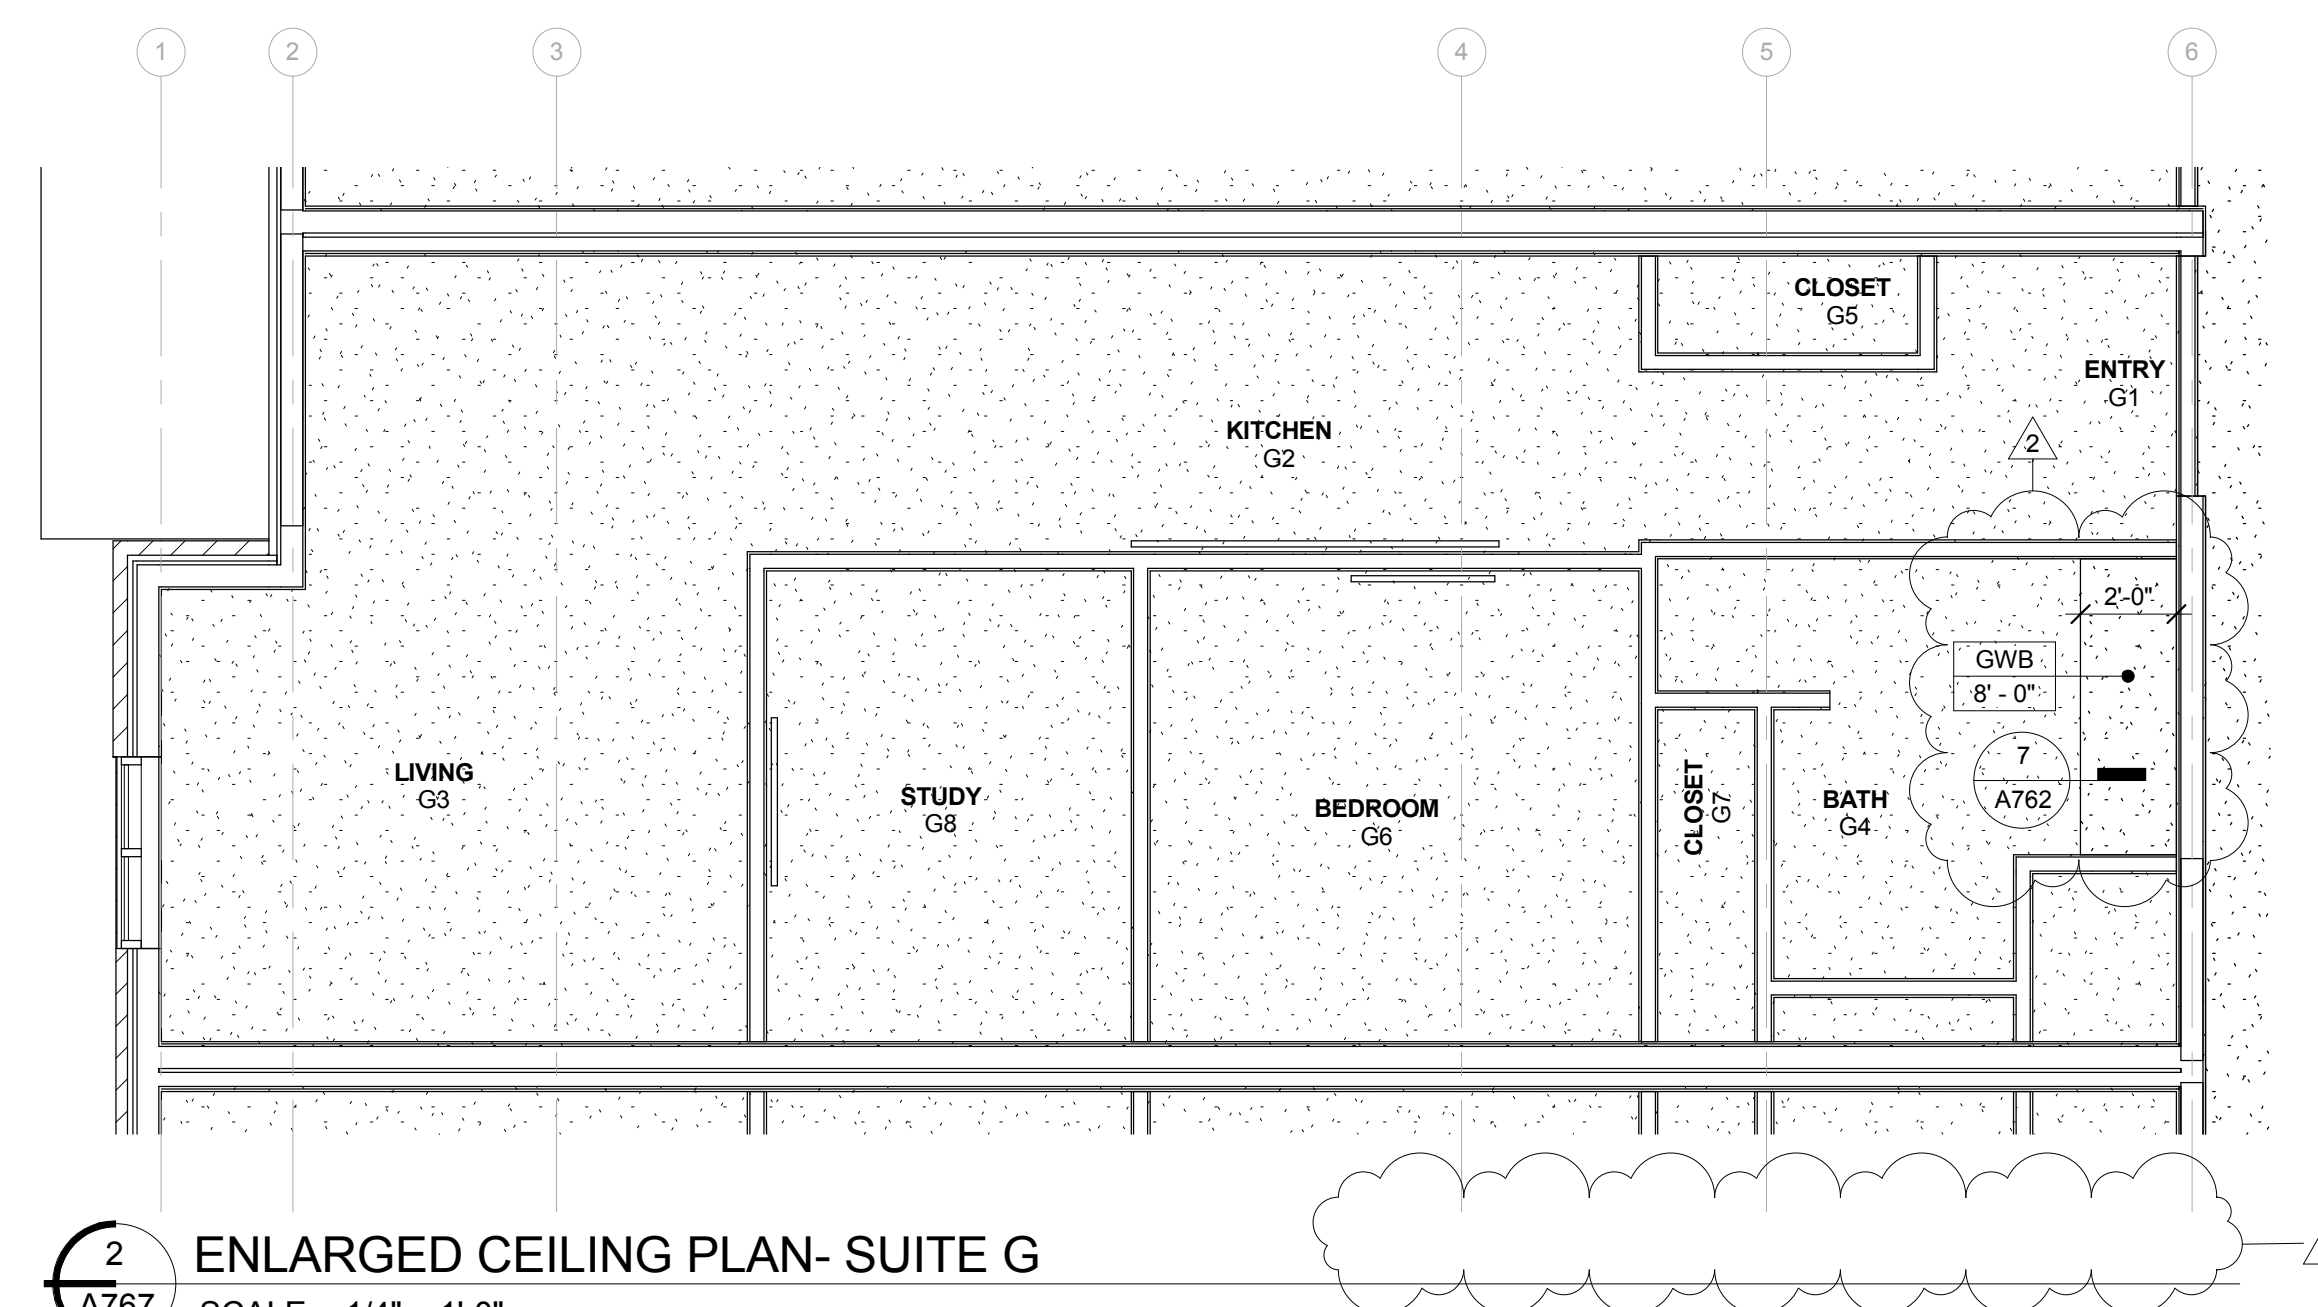 1
2
3
4
5
6
CLOSET
G5
ENTRY
G1
KITCHEN
G2
2
2'-0"
GWB
8' - 0"
7
A762
LIVING
G3
STUDY
G8
BEDROOM
G6
CLOSET
G7
BATH
G4
2
ENLARGED CEILING PLAN- SUITE G
A767